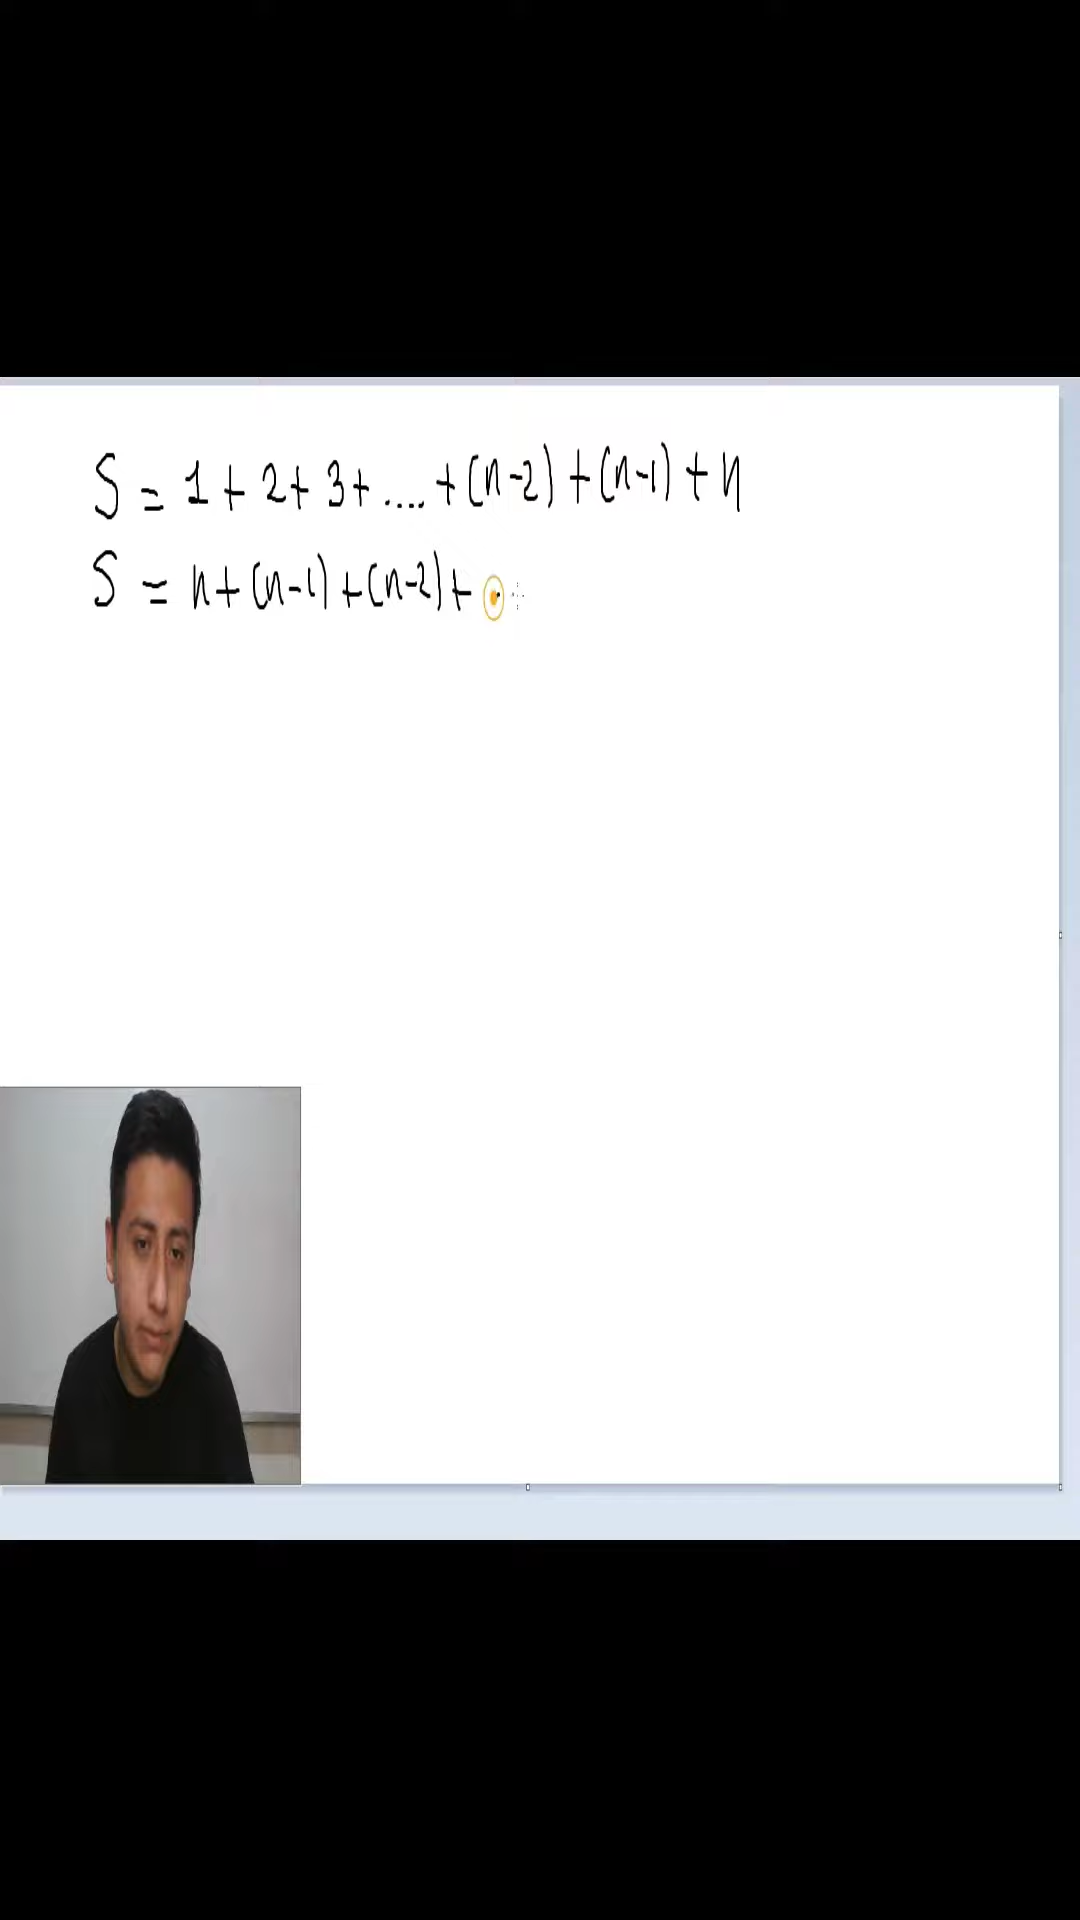 S = 1 + 2 + 3 + .... + (n-2) + (n-1) + n
S = n + (n-1) + (n-2) + .